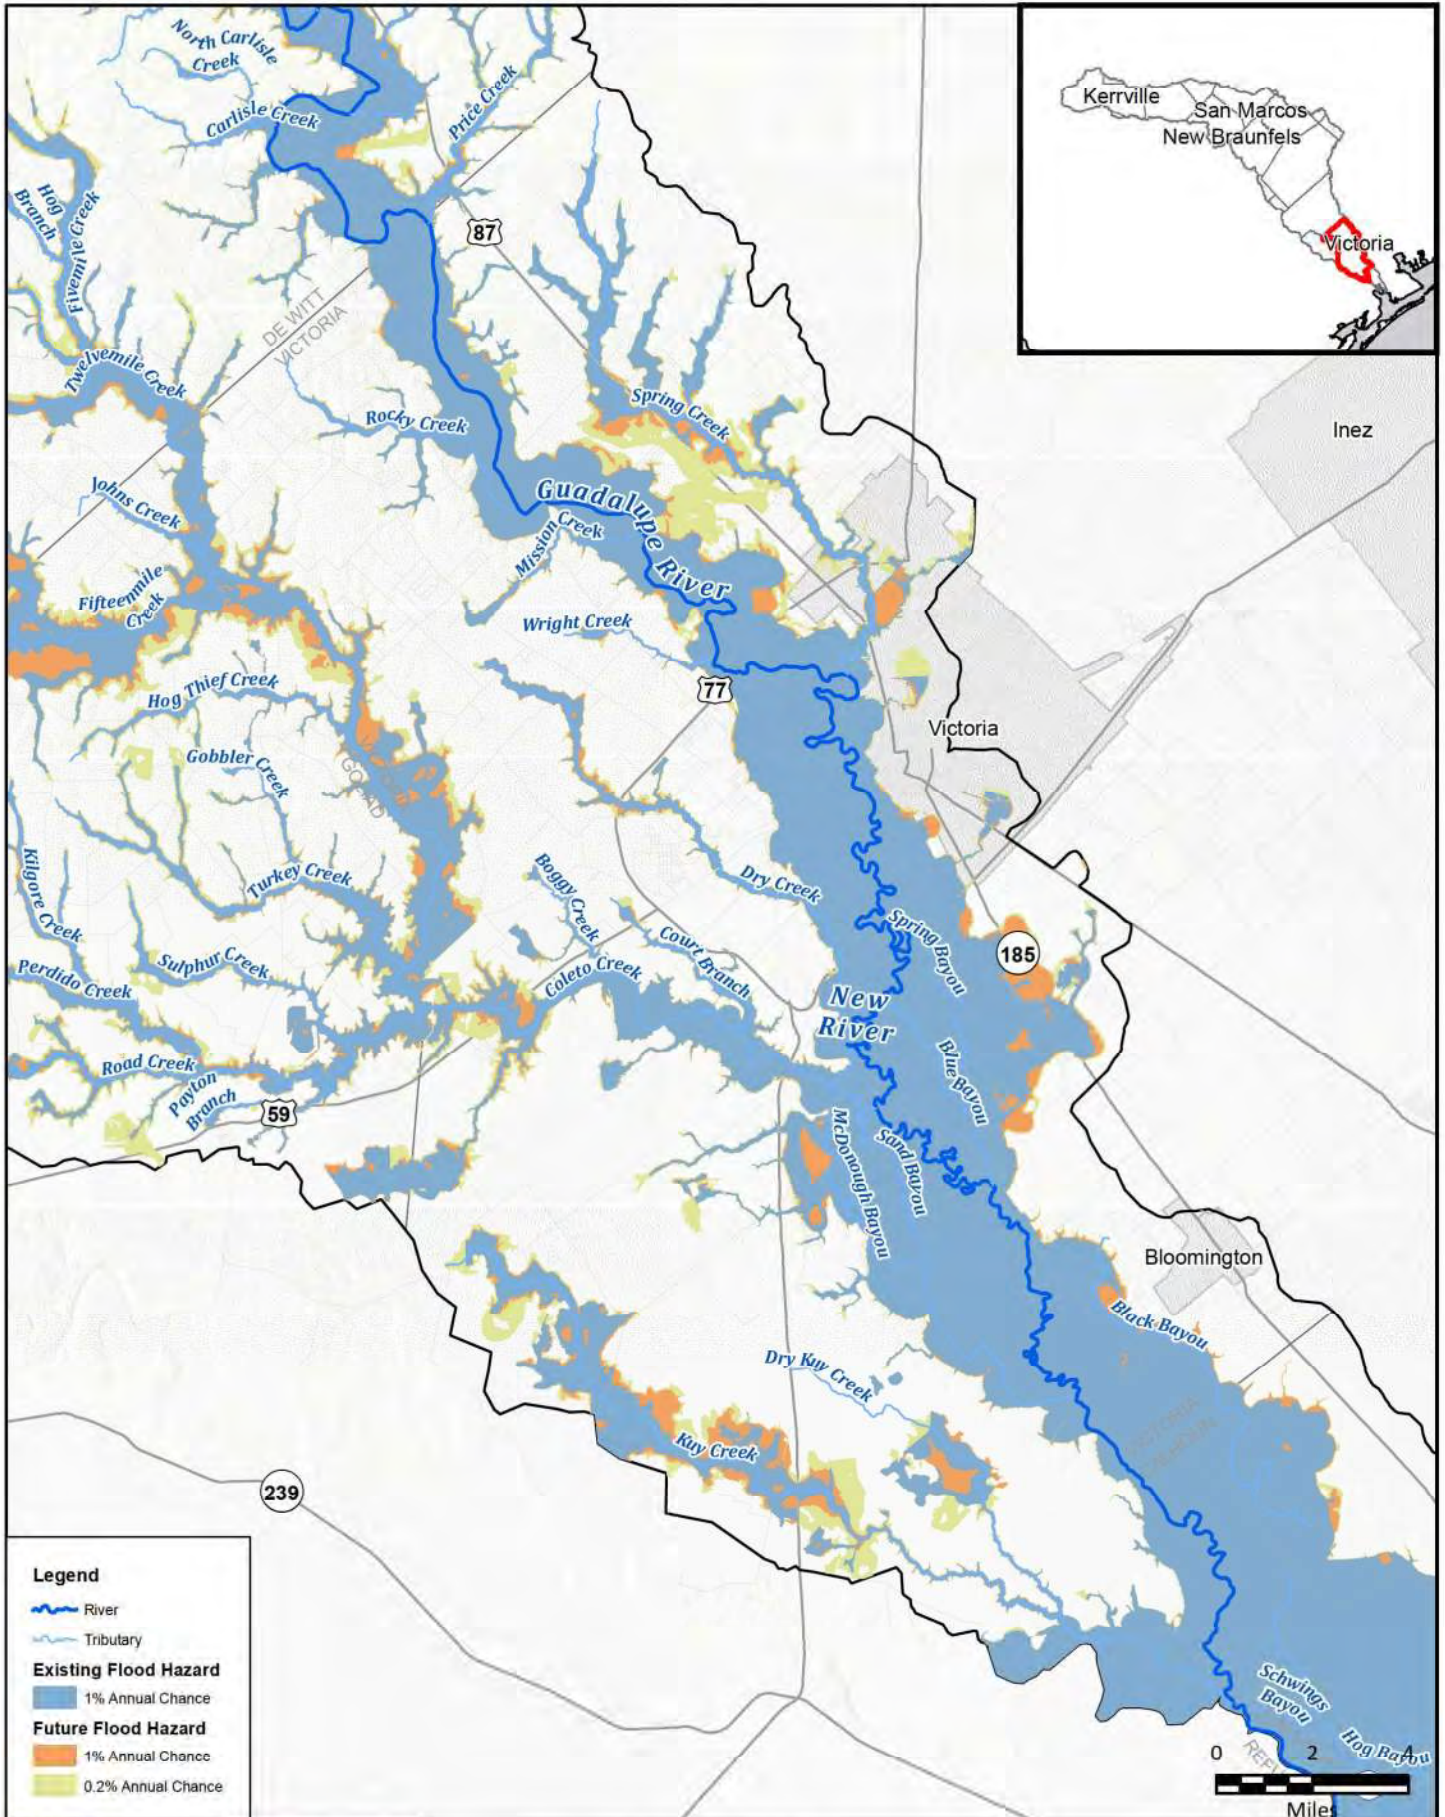 North Carlisle
Creek
Carlisle Creek
Price Creek
Kerrville
San Marcos
New Braunfels
Victoria
Hog
Branch
Fivemile Creek
87
DE WITT
VICTORIA
Twelvemile Creek
Rocky Creek
Spring Creek
Inez
Johns Creek
Guadalupe
River
Mission
Creek
Fifteenmile
Creek
Wright Creek
Hog Thief Creek
77
Victoria
Gobbler Creek
GOLIAD
Kilgore Creek
Turkey Creek
Boggy Creek
Dry Creek
Spring Bayou
Court Branch
185
Sulphur Creek
Perdido Creek
Coleto Creek
New
River
Blue Bayou
Road Creek
Payton
Branch
59
McDonough Bayou
Sand Bayou
Bloomington
Black Bayou
Dry Kuy Creek
VICTORIA
CALHOUN
Kuy Creek
239
Legend
River
Tributary
Existing Flood Hazard
1% Annual Chance
Future Flood Hazard
1% Annual Chance
0.2% Annual Chance
Schwings
Bayou
Hog Bayou
0 2 4
Miles